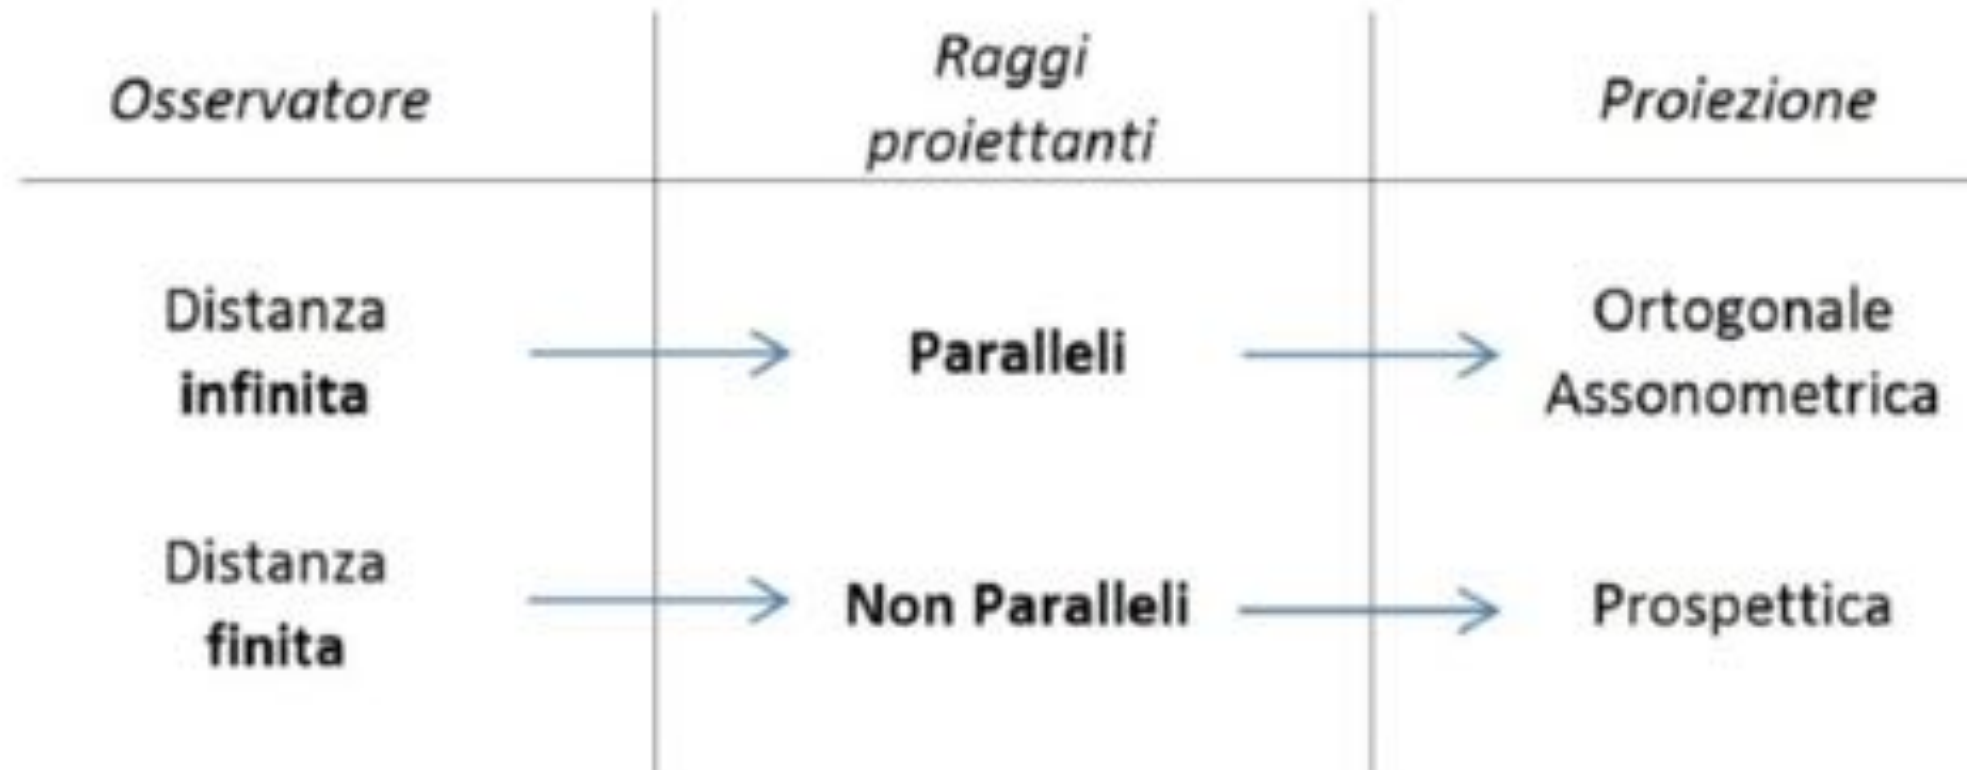 Osservatore
Raggi
proiettanti
Proiezione
Distanza
infinita
Paralleli
Ortogonale
Assonometrica
Distanza
finita
Non Paralleli
Prospettica